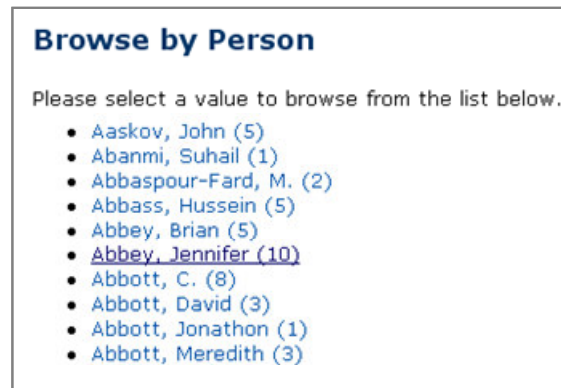 Browse by Person
Please select a value to browse from the list below.
• Aaskov, John (5)
• Abanmi, Suhail (1)
• Abbaspour-Fard, M. (2)
• Abbass, Hussein (5)
• Abbey, Brian (5)
• Abbey, Jennifer (10)
• Abbott, C. (8)
• Abbott, David (3)
• Abbott, Jonathon (1)
• Abbott, Meredith (3)